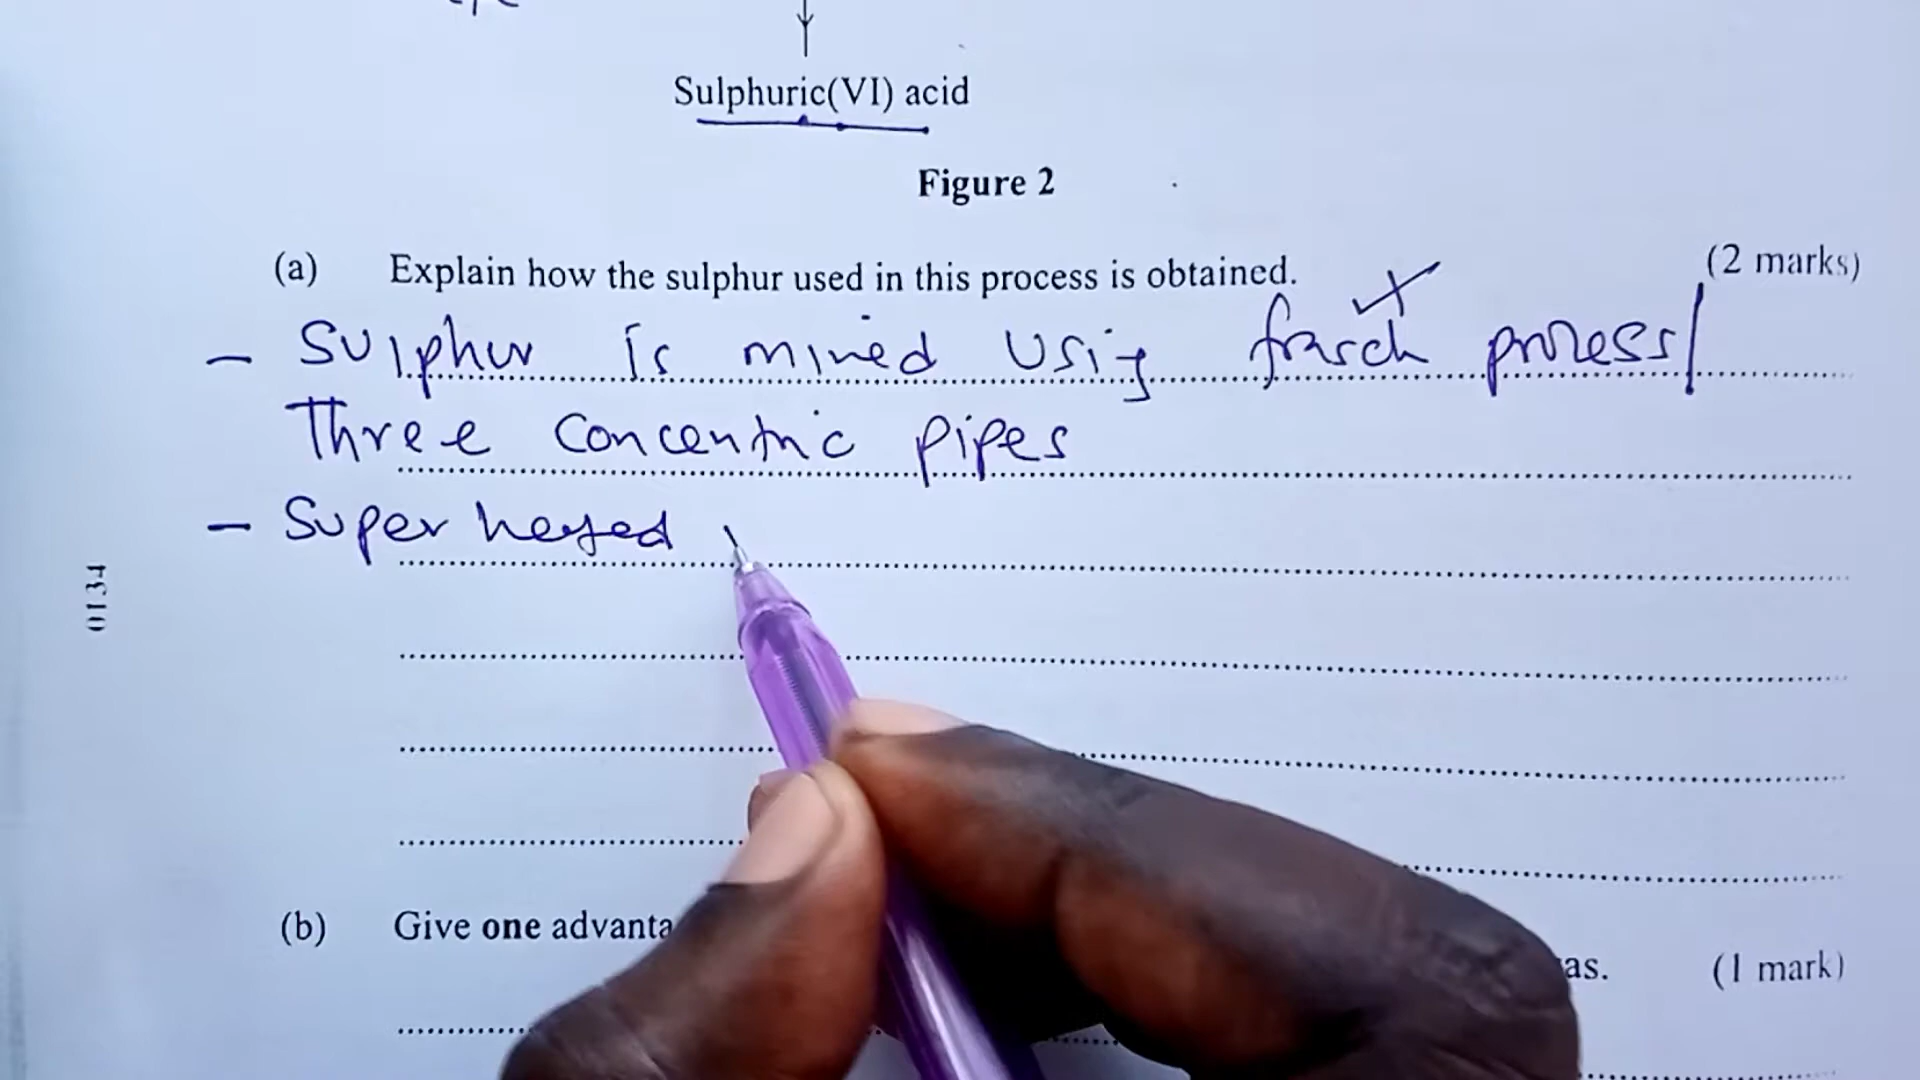 Sulphuric(VI) acid
Figure 2
(a) Explain how the sulphur used in this process is obtained. (2 marks)
- Sulphur is mined using frasch process/
Three concentric pipes
- Super heated
0134
(b) Give one advanta as. (1 mark)